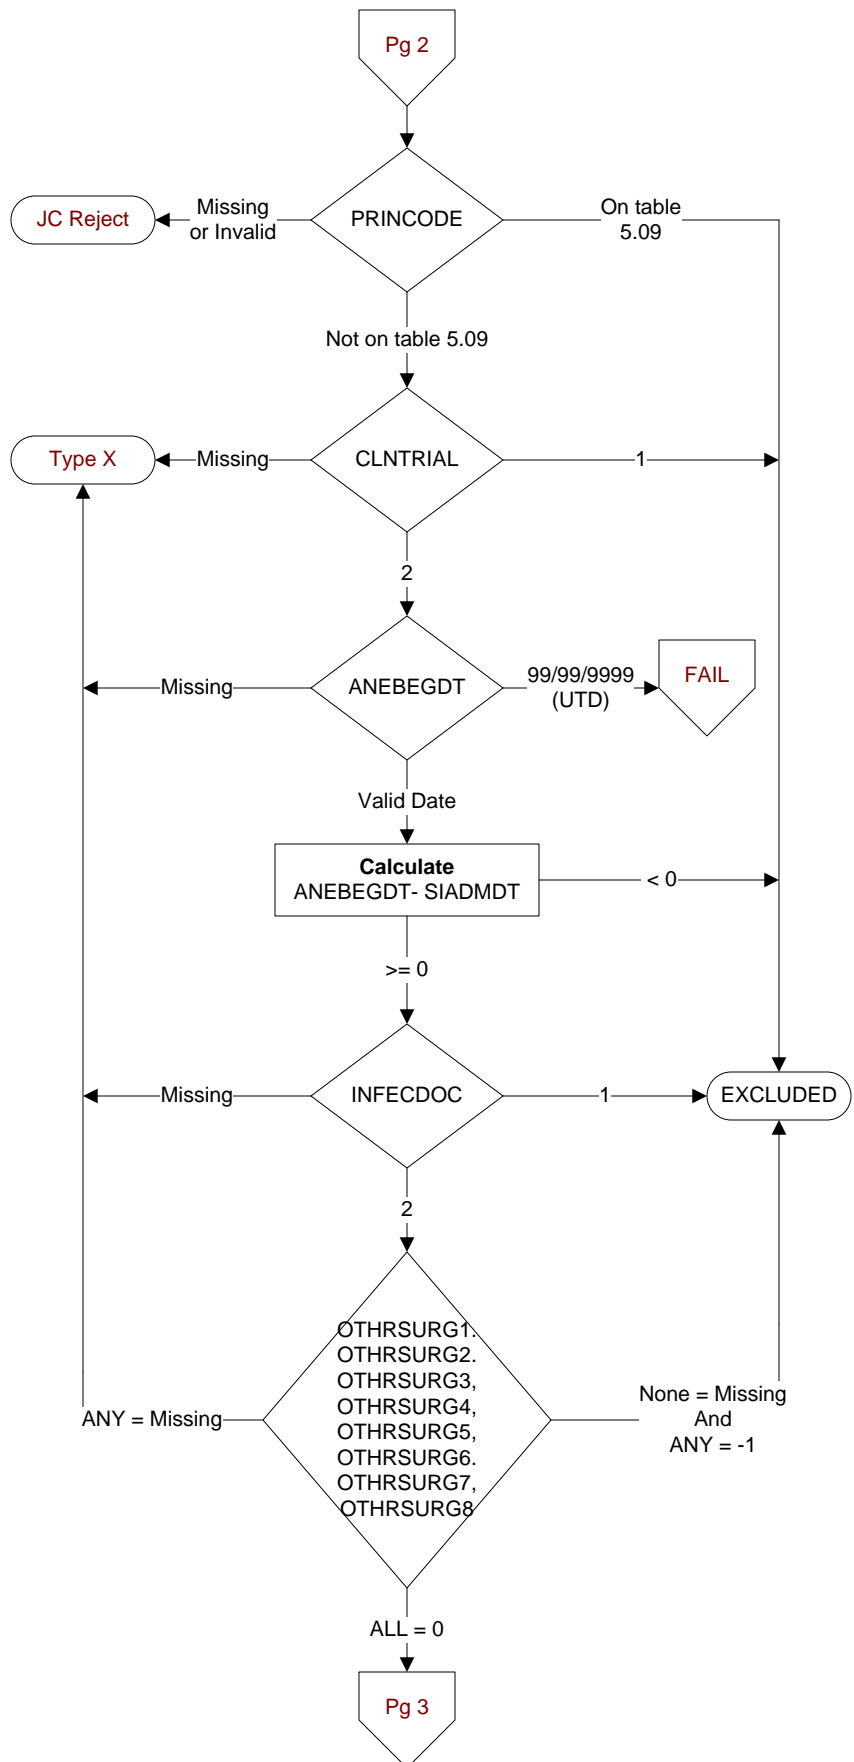 Pg 2
JC Reject
Missing
or Invalid
PRINCODE
On table
5.09
Not on table 5.09
Type X
Missing
CLNTRIAL
1
2
Missing
ANEBEGDT
99/99/9999
(UTD)
FAIL
Valid Date
Calculate
ANEBEGDT- SIADMDT
< 0
>= 0
Missing
INFECDOC
1
EXCLUDED
2
OTHRSURG1.
OTHRSURG2.
OTHRSURG3,
OTHRSURG4,
OTHRSURG5,
OTHRSURG6.
OTHRSURG7,
OTHRSURG8
ANY = Missing
None = Missing
And
ANY = -1
ALL = 0
Pg 3